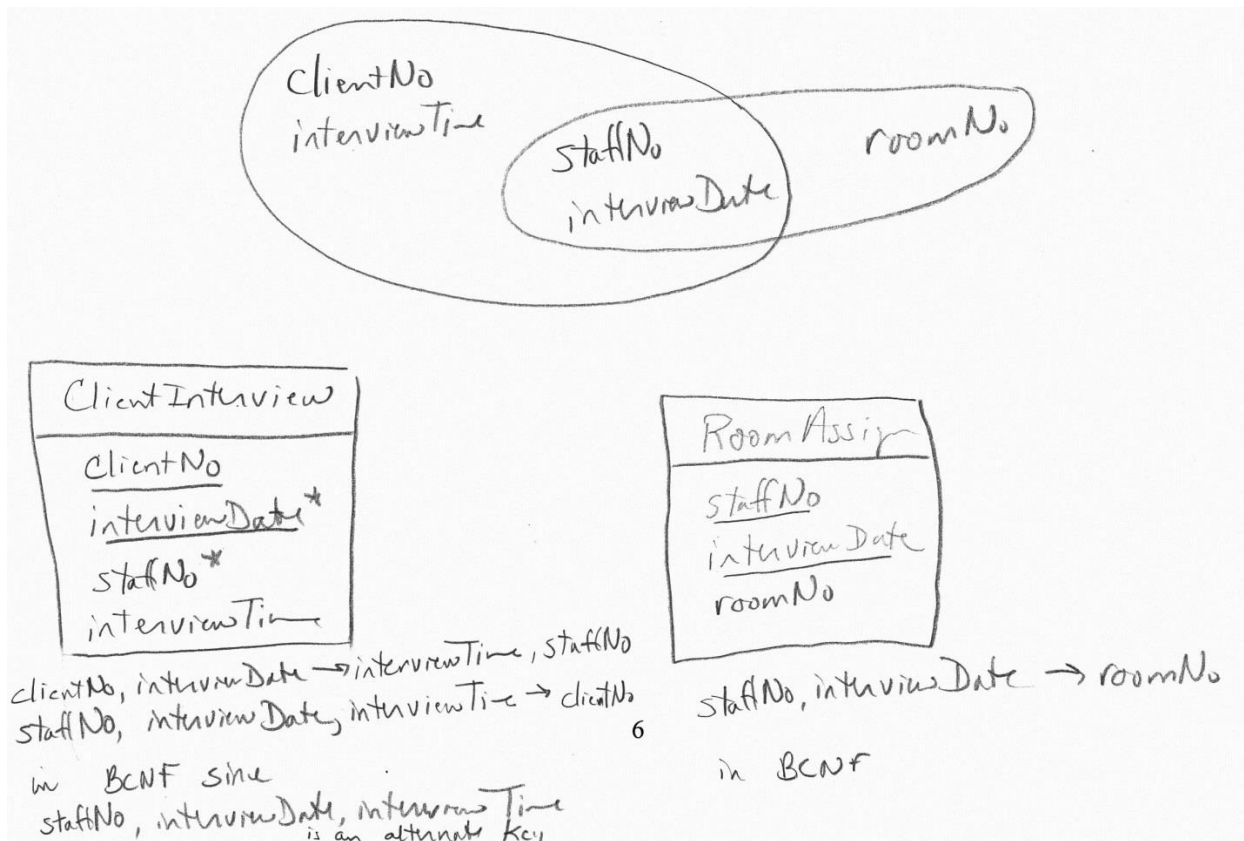 clientNo
interviewTime
staffNo
interviewDate
roomNo
ClientInterview
clientNo
interviewDate*
staffNo*
interviewTime
RoomAssign
staffNo
interviewDate
roomNo
clientNo, interviewDate → interviewTime, staffNo
staffNo, interviewDate, interviewTime → clientNo
in BCNF since
staffNo, interviewDate, interviewTime
is an alternate key
staffNo, interviewDate → roomNo
in BCNF
6